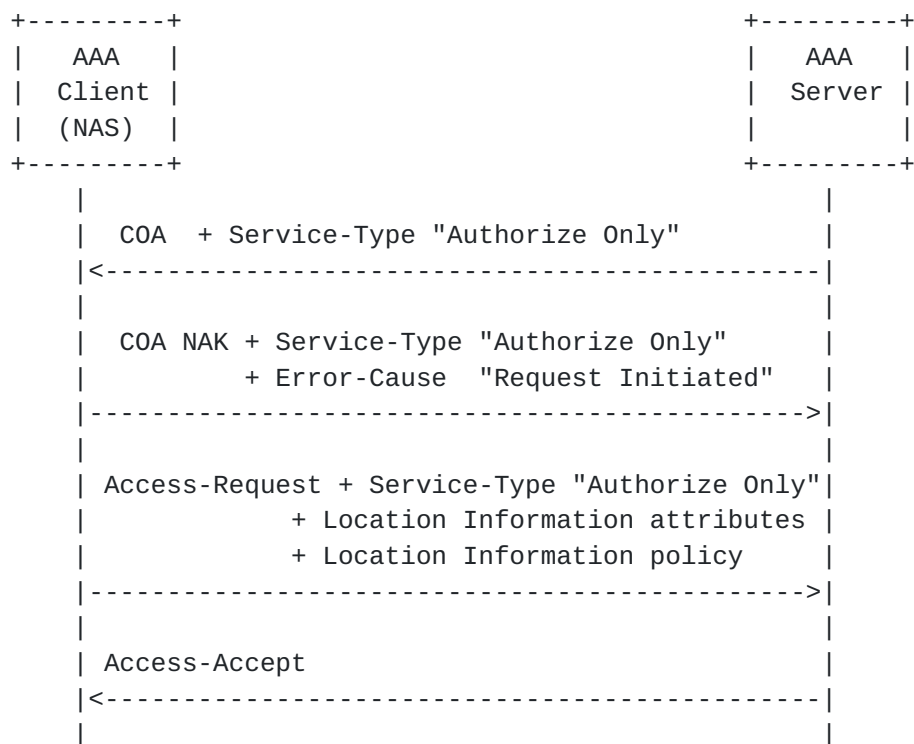 AAA AAA
Client Server
(NAS)
COA + Service-Type "Authorize Only"
COA NAK + Service-Type "Authorize Only"
+ Error-Cause "Request Initiated"
Access-Request + Service-Type "Authorize Only"
+ Location Information attributes
+ Location Information policy
Access-Accept